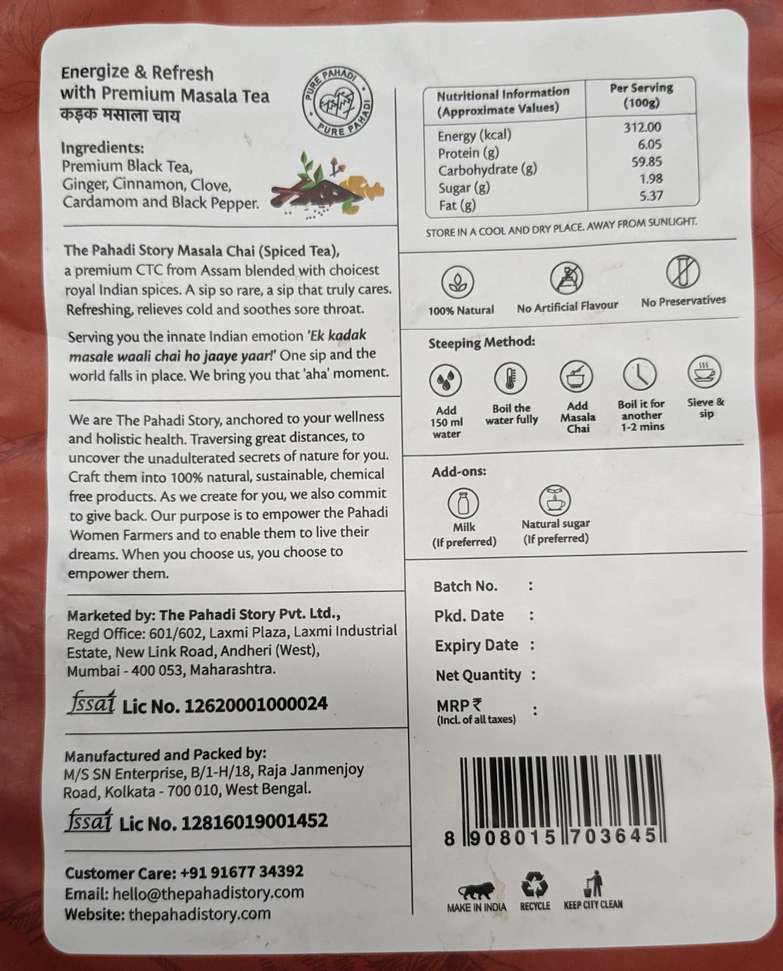 Energize & Refresh
with Premium Masala Tea
कड़क मसाला चाय
PURE PAHADI
PURE PAHADI
Ingredients:
Premium Black Tea,
Ginger, Cinnamon, Clove,
Cardamom and Black Pepper.
The Pahadi Story Masala Chai (Spiced Tea),
a premium CTC from Assam blended with choicest
royal Indian spices. A sip so rare, a sip that truly cares.
Refreshing, relieves cold and soothes sore throat.
Serving you the innate Indian emotion 'Ek kadak
masale waali chai ho jaaye yaar!' One sip and the
world falls in place. We bring you that 'aha' moment.
We are The Pahadi Story, anchored to your wellness
and holistic health. Traversing great distances, to
uncover the unadulterated secrets of nature for you.
Craft them into 100% natural, sustainable, chemical
free products. As we create for you, we also commit
to give back. Our purpose is to empower the Pahadi
Women Farmers and to enable them to live their
dreams. When you choose us, you choose to
empower them.
Marketed by: The Pahadi Story Pvt. Ltd.,
Regd Office: 601/602, Laxmi Plaza, Laxmi Industrial
Estate, New Link Road, Andheri (West),
Mumbai - 400 053, Maharashtra.
fssai Lic No. 12620001000024
Manufactured and Packed by:
M/S SN Enterprise, B/1-H/18, Raja Janmenjoy
Road, Kolkata - 700 010, West Bengal.
fssai Lic No. 12816019001452
Customer Care: +91 91677 34392
Email: hello@thepahadistory.com
Website: thepahadistory.com
Nutritional Information (Approximate Values) Per Serving (100g)
Energy (kcal) 312.00
Protein (g) 6.05
Carbohydrate (g) 59.85
Sugar (g) 1.98
Fat (g) 5.37
STORE IN A COOL AND DRY PLACE. AWAY FROM SUNLIGHT.
100% Natural
No Artificial Flavour
No Preservatives
Steeping Method:
Add
150 ml
water
Boil the
water fully
Add
Masala
Chai
Boil it for
another
1-2 mins
Sieve &
sip
Add-ons:
Milk
(If preferred)
Natural sugar
(If preferred)
Batch No. :
Pkd. Date :
Expiry Date :
Net Quantity :
MRP ₹ :
(Incl. of all taxes)
8 908015 703645
MAKE IN INDIA
RECYCLE
KEEP CITY CLEAN